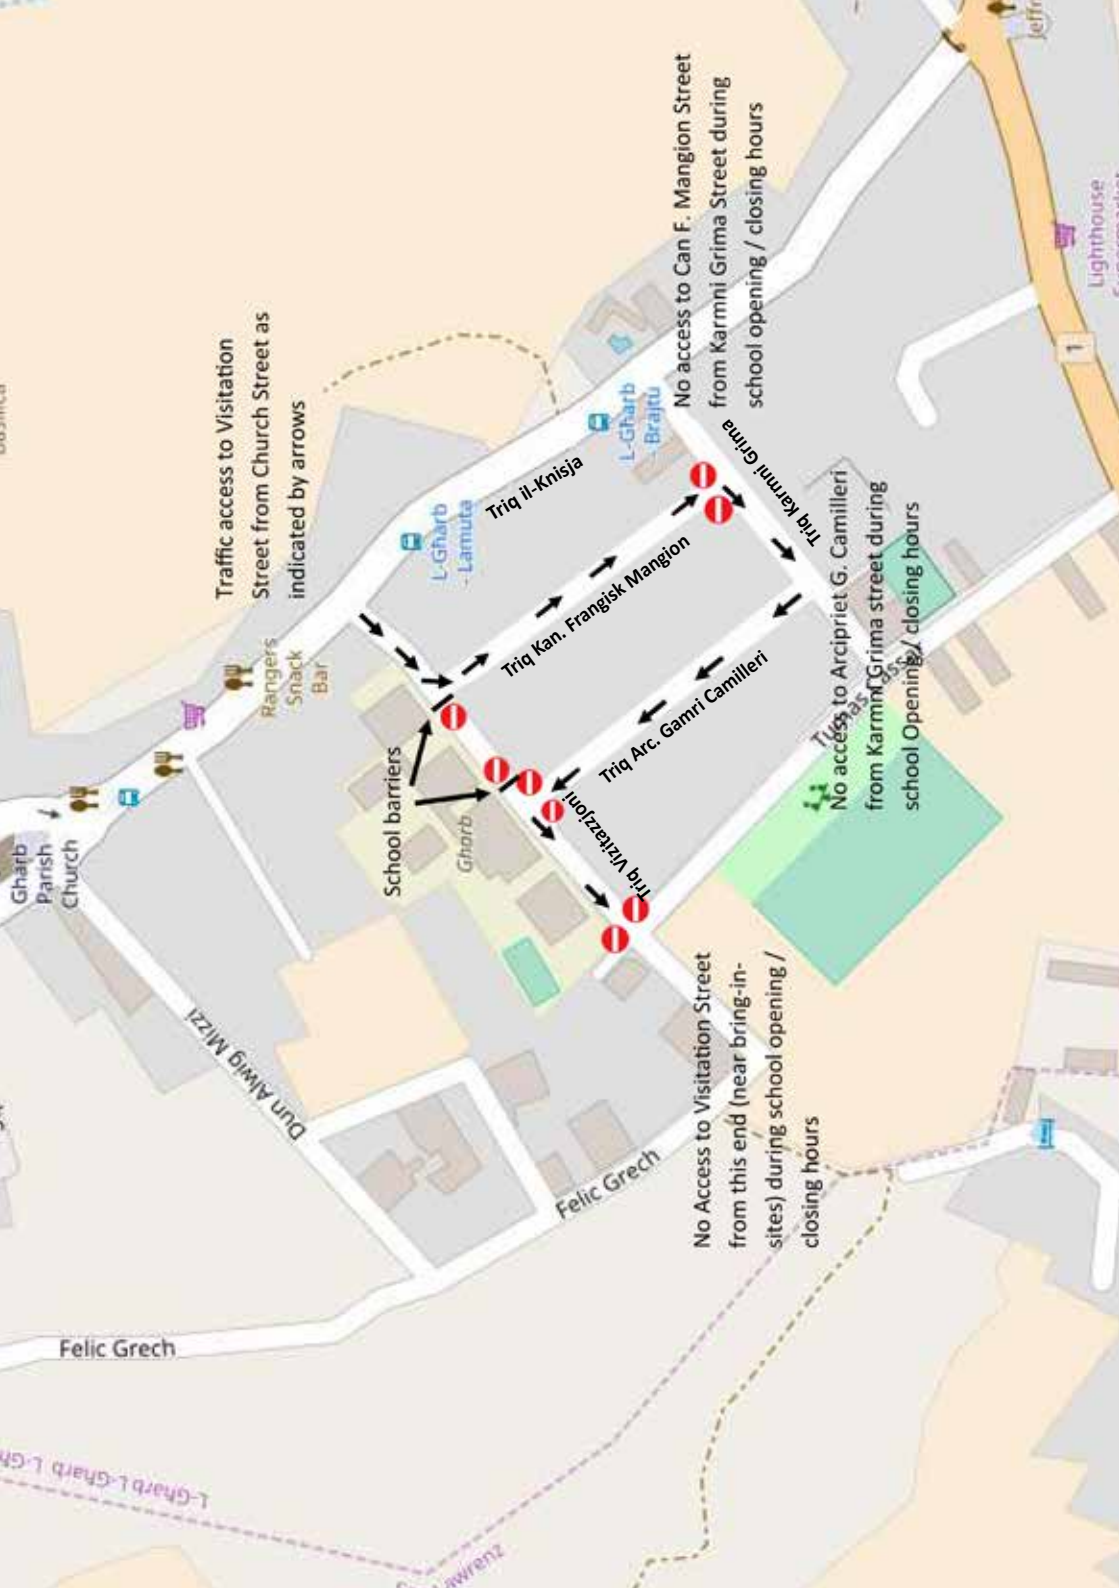 Traffic access to Visitation
Street from Church Street as
indicated by arrows
No access to Can F. Mangion Street
from Karmni Grima Street during
school opening / closing hours
No access to Arcipriet G. Camilleri
from Karmni Grima street during
school Opening / closing hours
No Access to Visitation Street
from this end (near bring-in-
sites) during school opening /
closing hours
School barriers
Triq il-Knisja
Triq Kan. Frangisk Mangion
Triq Karmni Grima
Triq Arc. Gamri Camilleri
Triq Vizitazzjoni
Gharb
Parish
Church
Rangers
Snack
Bar
L-Gharb
- Lamuta
L-Gharb
- Brajtu
Gharb
Dun Alwig Mizzi
Felic Grech
Felic Grech
Lighthouse
1
L-Gharb
L-Gharb